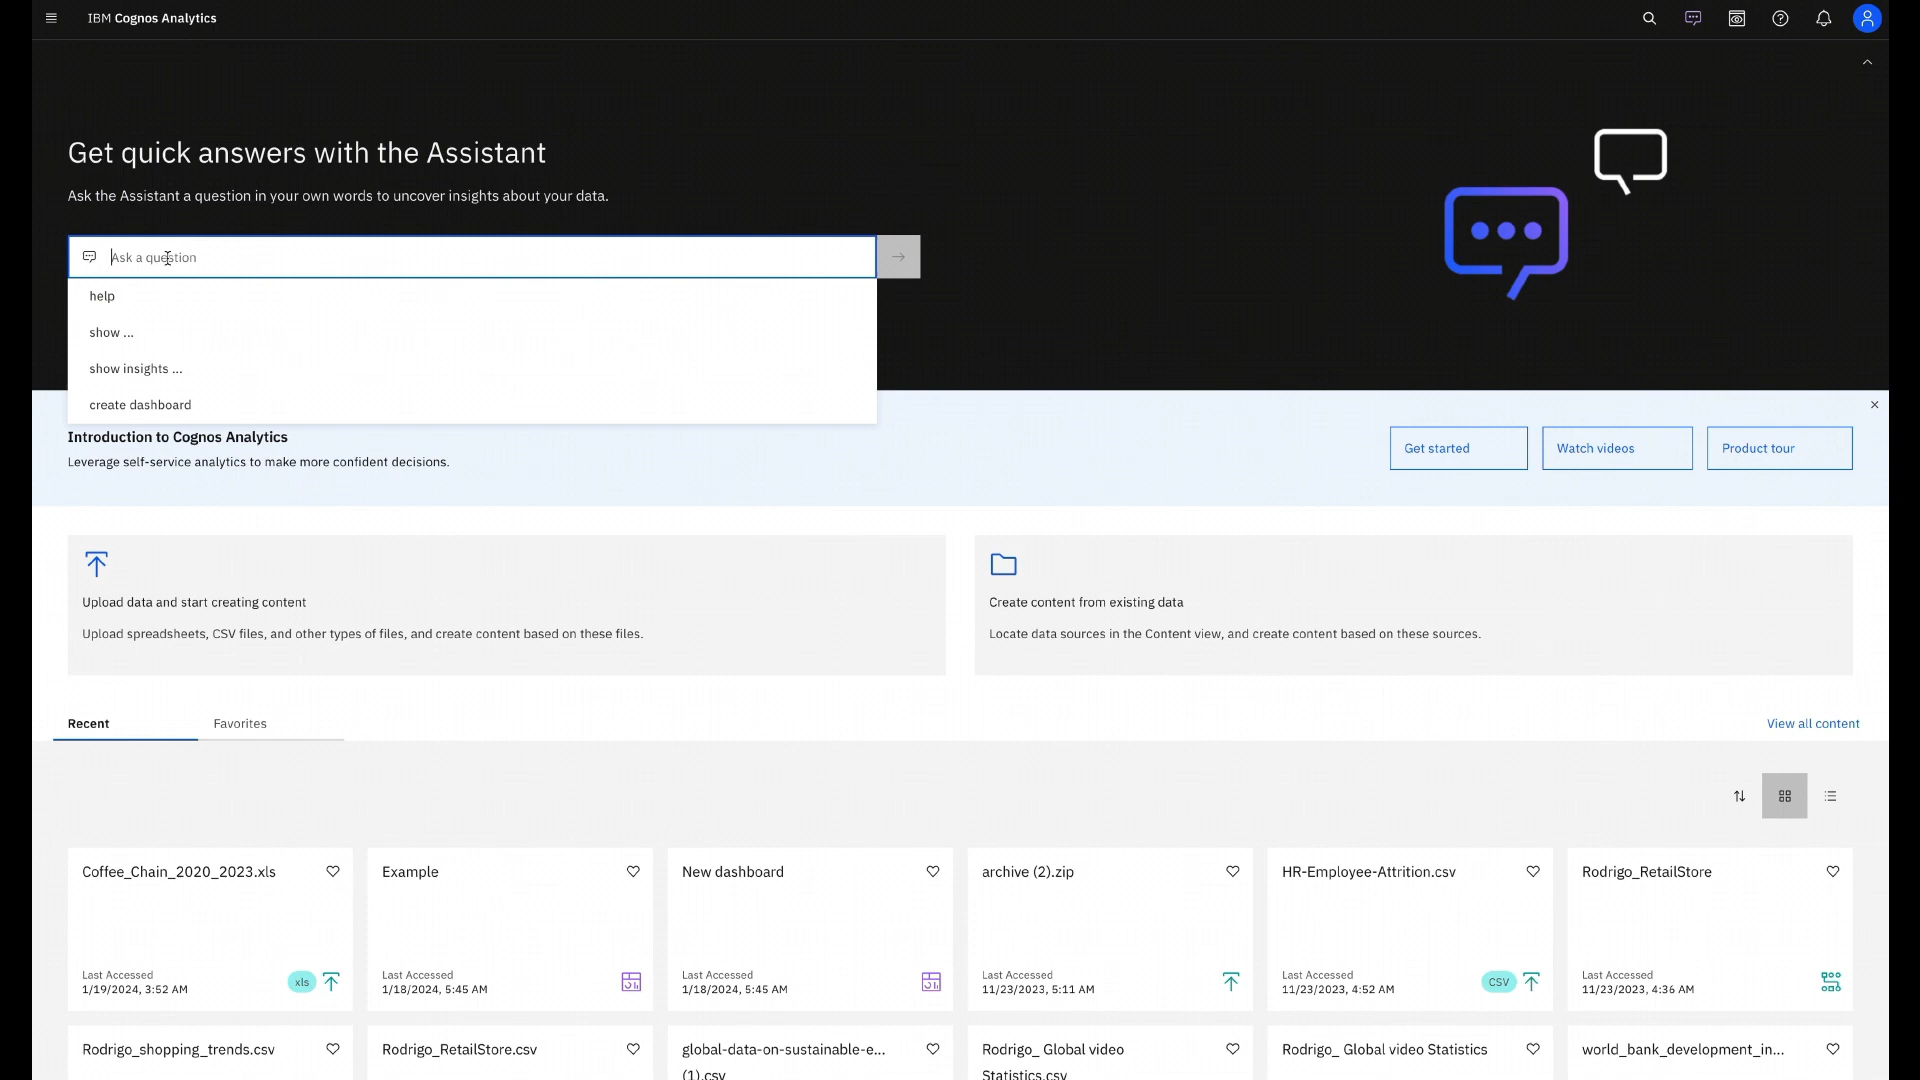 IBM Cognos Analytics
Get quick answers with the Assistant
Ask the Assistant a question in your own words to uncover insights about your data.
Ask a question
help
show ...
show insights ...
create dashboard
Introduction to Cognos Analytics
Leverage self-service analytics to make more confident decisions.
Get started
Watch videos
Product tour
Upload data and start creating content
Upload spreadsheets, CSV files, and other types of files, and create content based on these files.
Create content from existing data
Locate data sources in the Content view, and create content based on these sources.
Recent
Favorites
View all content
Coffee_Chain_2020_2023.xls
Last Accessed
1/19/2024, 3:52 AM
xls
Example
Last Accessed
1/18/2024, 5:45 AM
New dashboard
Last Accessed
1/18/2024, 5:45 AM
archive (2).zip
Last Accessed
11/23/2023, 5:11 AM
HR-Employee-Attrition.csv
Last Accessed
11/23/2023, 4:52 AM
CSV
Rodrigo_RetailStore
Last Accessed
11/23/2023, 4:36 AM
Rodrigo_shopping_trends.csv
Rodrigo_RetailStore.csv
global-data-on-sustainable-e...
(1).csv
Rodrigo_ Global video
Statistics.csv
Rodrigo_ Global video Statistics
world_bank_development_in...